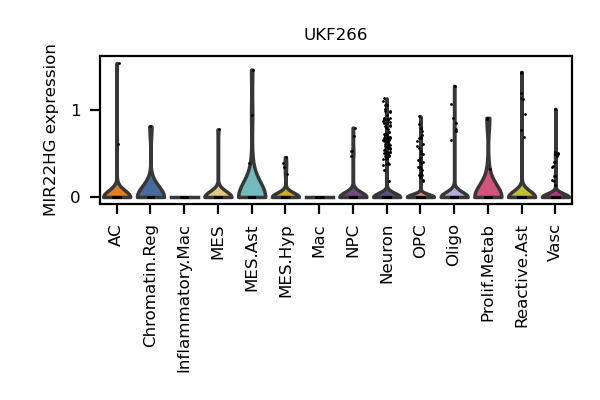 UKF266
MIR22HG expression
1
0
AC
Chromatin.Reg
Inflammatory.Mac
MES
MES.Ast
MES.Hyp
Mac
NPC
Neuron
OPC
Oligo
Prolif.Metab
Reactive.Ast
Vasc